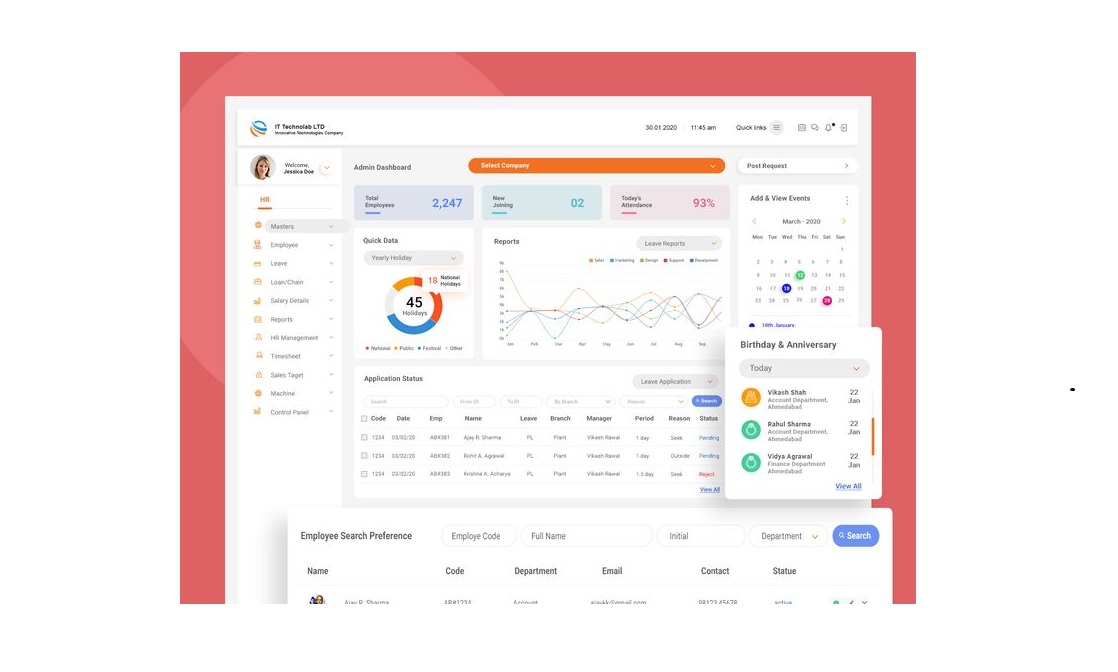 IT Technolab LTD
Innovative Technologies Company
30.01 2020
11:45 am
Quick links
Welcome,
Jessica Doe
Admin Dashboard
Select Company
Post Request
HR
Masters
Employee
Leave
Loan/Chain
Salary Details
Reports
HR Management
Timesheet
Sales Taget
Machine
Control Panel
Total
Employees
2,247
New
Joining
02
Today's
Attendance
93%
Quick Data
Yearly Holiday
18 National
Holidays
45
Holidays
National Public Festival Other
Reports
Leave Reports
Sales Marketing Design Support Develpment
9k
8k
7k
6k
5k
4k
3k
2k
1k
0k
Jan Feb Mar Apr May Jun Jul Aug Sep
Add & View Events
March - 2020
Mon Tue Wed Thu Fri Sat Sun
1
2 3 4 5 6 7 8
9 10 11 12 13 14 15
16 17 18 19 20 21 22
23 24 25 26 27 28 29
18th January
Birthday & Anniversary
Today
Vikash Shah
Account Department,
Ahmedabad
22
Jan
Rahul Sharma
Account Department,
Ahmedabad
22
Jan
Vidya Agrawal
Finance Department
Ahmedabad
22
Jan
View All
Application Status
Leave Application
Search
From Dt
To Dt
By Branch
Reason
Search
Code Date Emp Name Leave Branch Manager Period Reason Status
1234 03/02/20 AB#381 Ajay R. Sharma PL Plant Vikash Rawal 1 day Seek Pending
1234 03/02/20 AB#382 Rohit A. Agrawal PL Plant Vikash Rawal 1 day Outside Pending
1234 03/02/20 AB#383 Krishna A. Acharya PL Plant Vikash Rawal 1.5 day Seek Reject
View All
Employee Search Preference
Employe Code
Full Name
Initial
Department
Search
Name Code Department Email Contact Statue
Ajay R. Sharma AB#1234 Account ajaykk@gmail.com 98123 45678 active